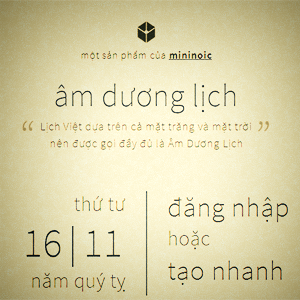 một sản phẩm của mininoic
âm dương lịch
“ Lịch Việt dựa trên cả mặt trăng và mặt trời ”
nên được gọi đầy đủ là Âm Dương Lịch
thứ tư
16 | 11
năm quý tỵ
đăng nhập
hoặc
tạo nhanh